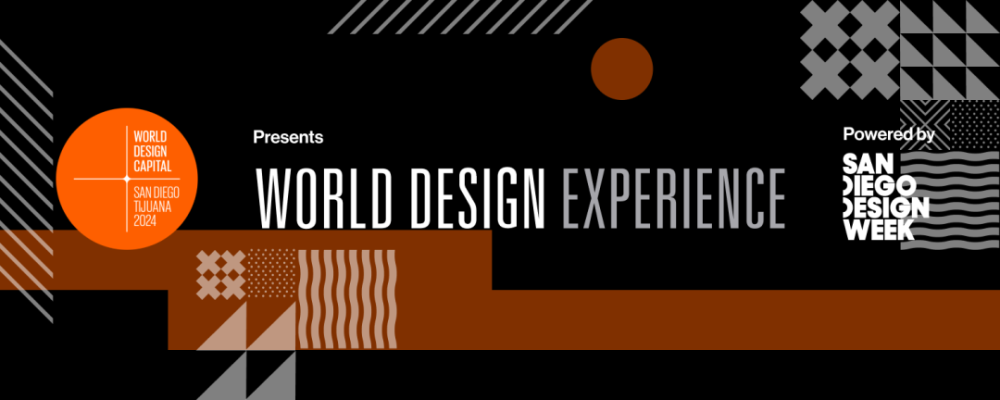 WORLD
DESIGN
CAPITAL
SAN DIEGO
TIJUANA
2024
Presents
WORLD DESIGN EXPERIENCE
Powered by
SAN
DIEGO
DESIGN
WEEK